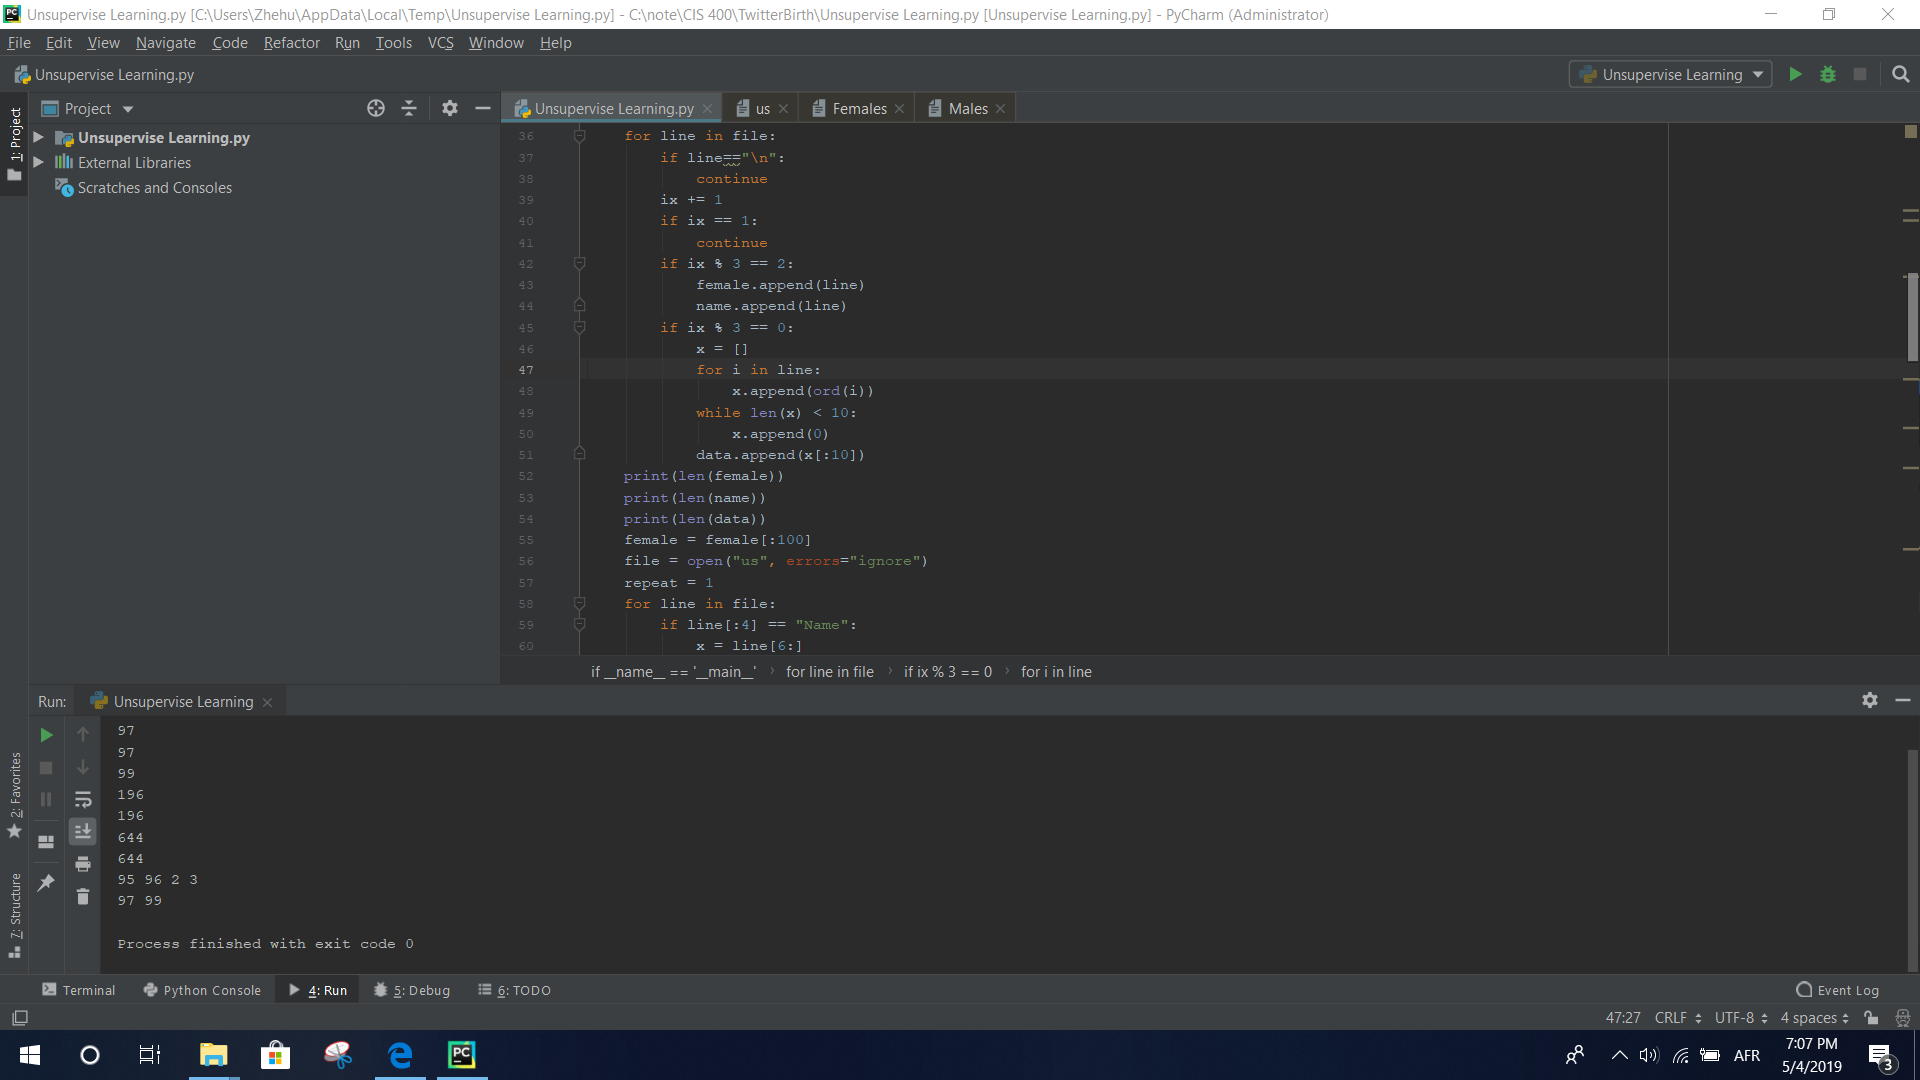 Unsupervise Learning.py [C:\Users\Zhehu\AppData\Local\Temp\Unsupervise Learning.py] - C:\note\CIS 400\TwitterBirth\Unsupervise Learning.py [Unsupervise Learning.py] - PyCharm (Administrator)
File Edit View Navigate Code Refactor Run Tools VCS Window Help
Unsupervise Learning.py
Unsupervise Learning
1: Project
Project
Unsupervise Learning.py
External Libraries
Scratches and Consoles
Unsupervise Learning.py us Females Males
36 for line in file:
37 if line=="\n":
38 continue
39 ix += 1
40 if ix == 1:
41 continue
42 if ix % 3 == 2:
43 female.append(line)
44 name.append(line)
45 if ix % 3 == 0:
46 x = []
47 for i in line:
48 x.append(ord(i))
49 while len(x) < 10:
50 x.append(0)
51 data.append(x[:10])
52 print(len(female))
53 print(len(name))
54 print(len(data))
55 female = female[:100]
56 file = open("us", errors="ignore")
57 repeat = 1
58 for line in file:
59 if line[:4] == "Name":
60 x = line[6:]
if __name__ == '__main__' › for line in file › if ix % 3 == 0 › for i in line
Run: Unsupervise Learning
97
97
99
196
196
644
644
95 96 2 3
97 99
Process finished with exit code 0
2: Favorites
7: Structure
Terminal Python Console 4: Run 5: Debug 6: TODO Event Log
47:27 CRLF UTF-8 4 spaces
PC
AFR
7:07 PM
5/4/2019
3